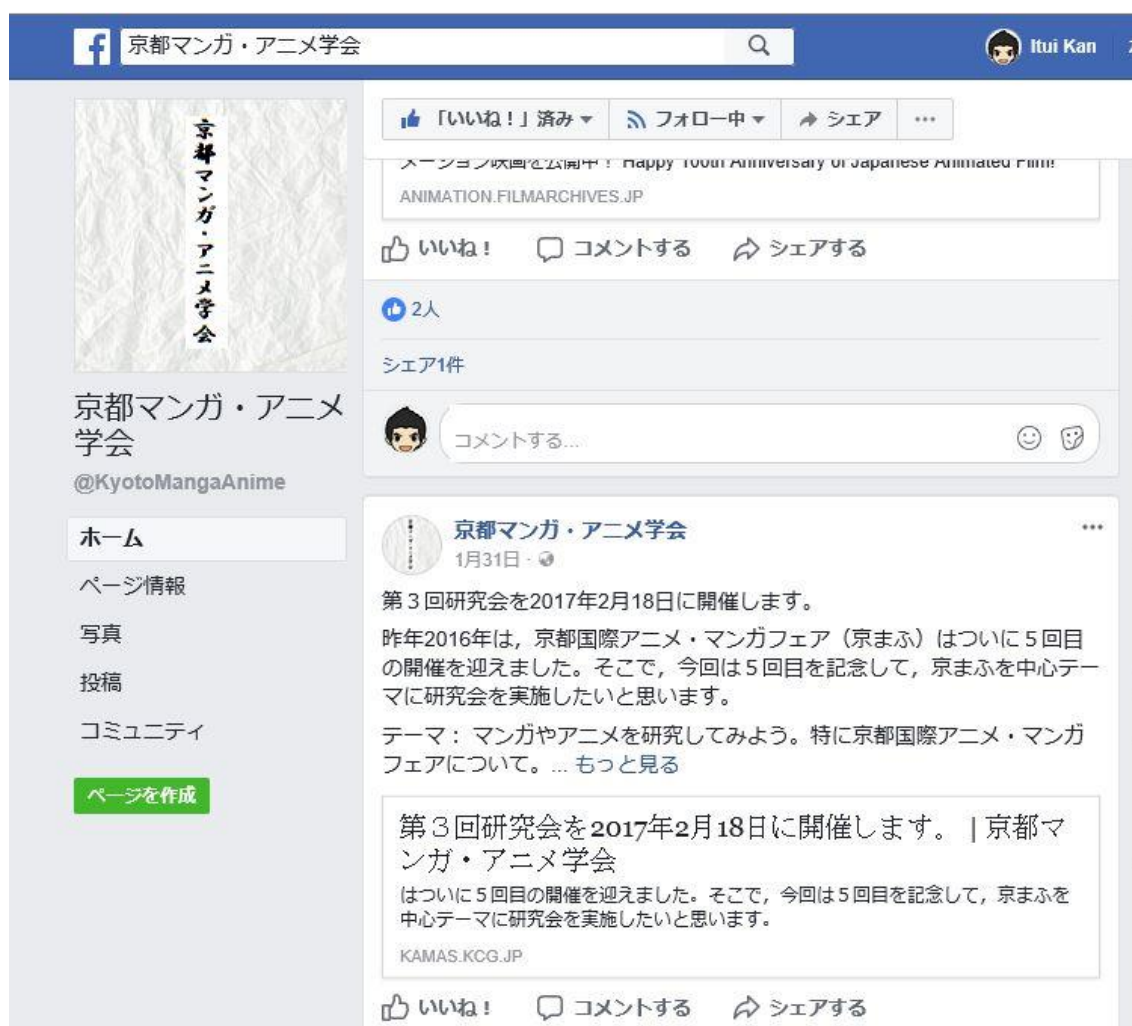 京都マンガ・アニメ学会
Itui Kan
京都マンガ・アニメ学会
京都マンガ・アニメ
学会
@KyotoMangaAnime
ホーム
ページ情報
写真
投稿
コミュニティ
ページを作成
「いいね!」済み
フォロー中
シェア
メーション映画を公開中! Happy 100th Anniversary of Japanese Animated Film!
ANIMATION.FILMARCHIVES.JP
いいね! コメントする シェアする
2人
シェア1件
コメントする...
京都マンガ・アニメ学会
1月31日
第3回研究会を2017年2月18日に開催します。
昨年2016年は,京都国際アニメ・マンガフェア(京まふ)はついに5回目
の開催を迎えました。そこで,今回は5回目を記念して,京まふを中心テー
マに研究会を実施したいと思います。
テーマ: マンガやアニメを研究してみよう。特に京都国際アニメ・マンガ
フェアについて。... もっと見る
第3回研究会を2017年2月18日に開催します。 | 京都マ
ンガ・アニメ学会
はついに5回目の開催を迎えました。そこで,今回は5回目を記念して,京まふを
中心テーマに研究会を実施したいと思います。
KAMAS.KCG.JP
いいね! コメントする シェアする